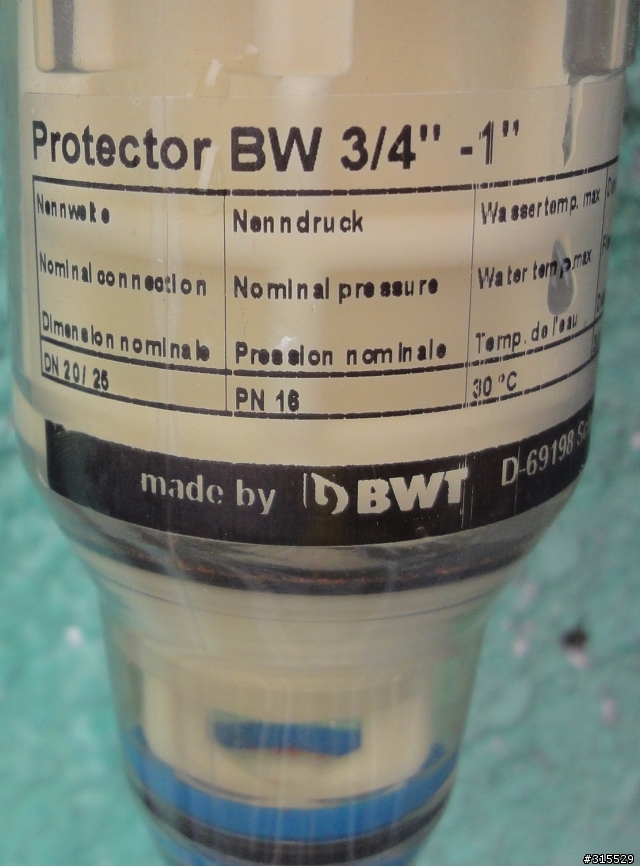 Protector BW 3/4" -1"
Nennweite Nenndruck Wassertemp. max
Nominal connection Nominal pressure Water temp. max
Dimension nominale Pression nominale Temp. de l'eau
DN 20/ 25 PN 16 30 °C
made by BWT D-69198
#315529